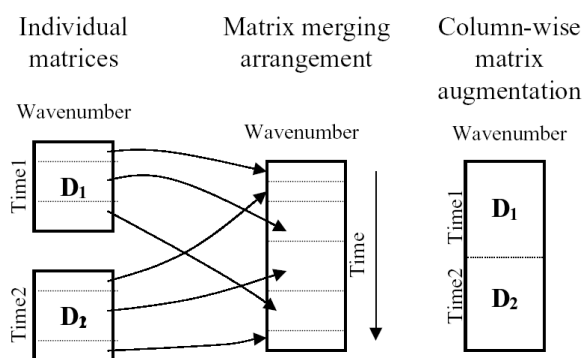 Individual
matrices
Matrix merging
arrangement
Column-wise
matrix
augmentation
Wavenumber
Wavenumber
Wavenumber
Time1
D1
Time2
D2
Time
Time1
D1
Time2
D2